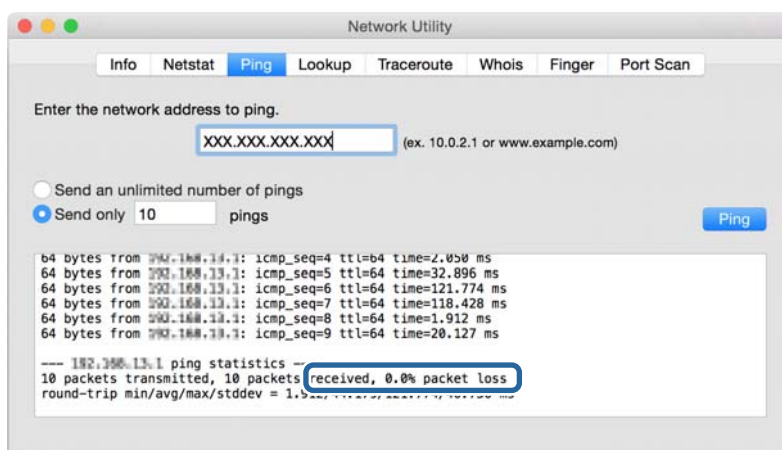 Network Utility
Info Netstat Ping Lookup Traceroute Whois Finger Port Scan
Enter the network address to ping.
XXX.XXX.XXX.XXX (ex. 10.0.2.1 or www.example.com)
Send an unlimited number of pings
Send only 10 pings
Ping
64 bytes from : icmp_seq=4 ttl=64 time=2.050 ms
64 bytes from : icmp_seq=5 ttl=64 time=32.896 ms
64 bytes from : icmp_seq=6 ttl=64 time=121.774 ms
64 bytes from : icmp_seq=7 ttl=64 time=118.428 ms
64 bytes from : icmp_seq=8 ttl=64 time=1.912 ms
64 bytes from : icmp_seq=9 ttl=64 time=20.127 ms
--- ping statistics --
10 packets transmitted, 10 packets received, 0.0% packet loss
round-trip min/avg/max/stddev = ms